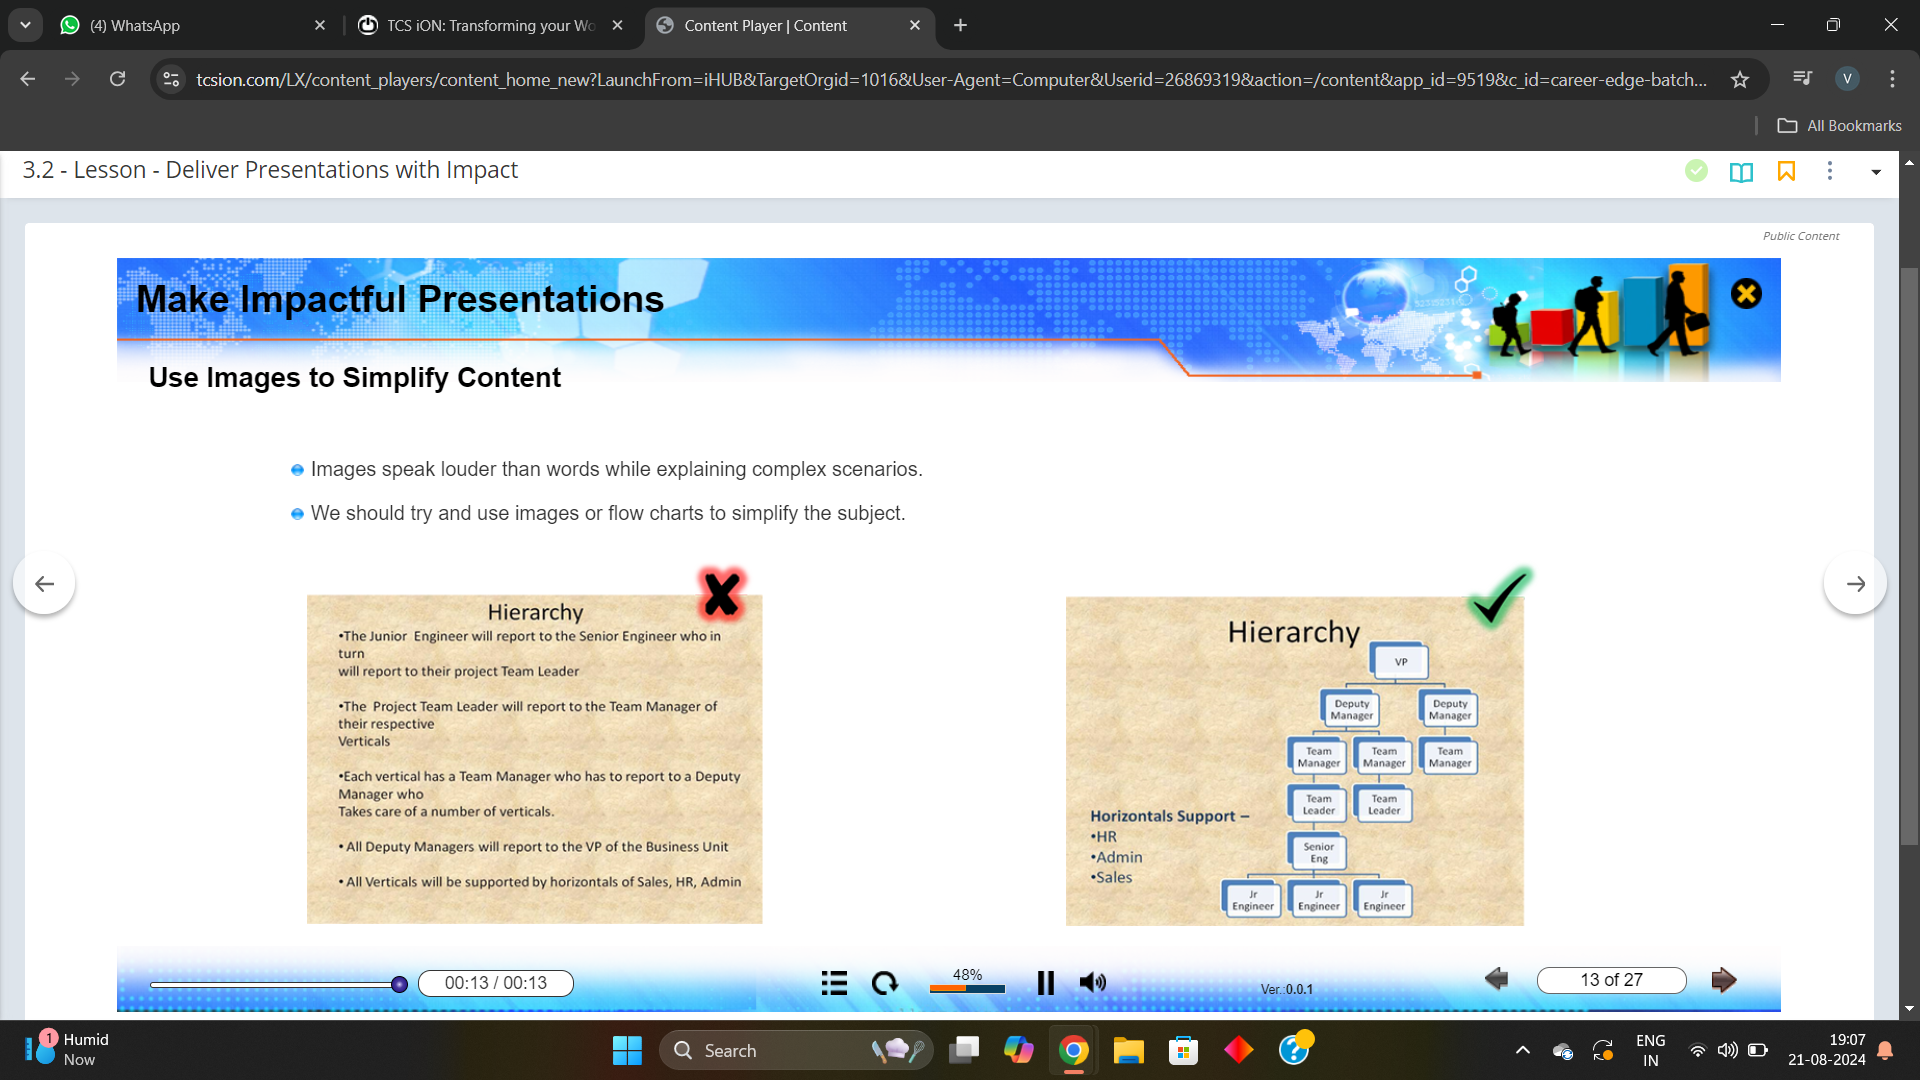 (4) WhatsApp
TCS iON: Transforming your Wo
Content Player | Content
tcsion.com/LX/content_players/content_home_new?LaunchFrom=iHUB&TargetOrgid=1016&User-Agent=Computer&Userid=26869319&action=/content&app_id=9519&c_id=career-edge-batch...
V
All Bookmarks
3.2 - Lesson - Deliver Presentations with Impact
Public Content
Make Impactful Presentations
Use Images to Simplify Content
Images speak louder than words while explaining complex scenarios.
We should try and use images or flow charts to simplify the subject.
Hierarchy
•The Junior Engineer will report to the Senior Engineer who in
turn
will report to their project Team Leader
•The Project Team Leader will report to the Team Manager of
their respective
Verticals
•Each vertical has a Team Manager who has to report to a Deputy
Manager who
Takes care of a number of verticals.
• All Deputy Managers will report to the VP of the Business Unit
• All Verticals will be supported by horizontals of Sales, HR, Admin
Hierarchy
VP
Deputy
Manager
Deputy
Manager
Team
Manager
Team
Manager
Team
Manager
Team
Leader
Team
Leader
Senior
Eng
Jr
Engineer
Jr
Engineer
Jr
Engineer
Horizontals Support –
•HR
•Admin
•Sales
00:13 / 00:13
48%
Ver.:0.0.1
13 of 27
1
Humid
Now
Search
ENG
IN
19:07
21-08-2024